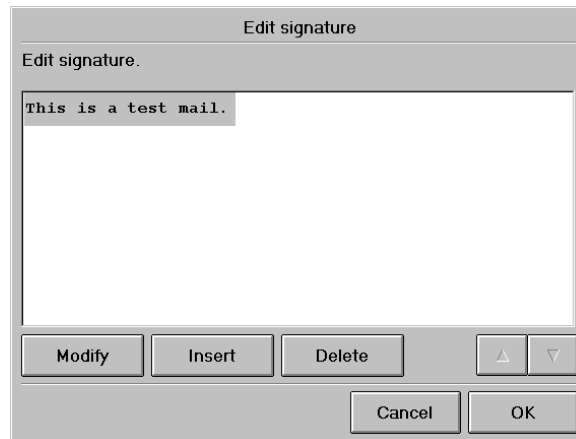 Edit signature
Edit signature.
This is a test mail.
Modify Insert Delete
Cancel OK